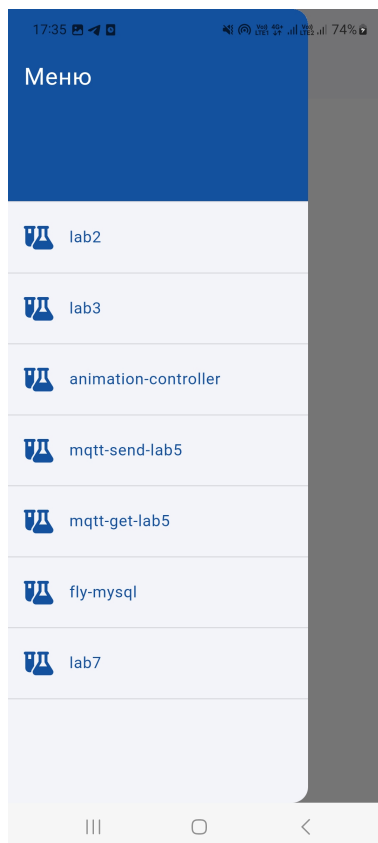 17:35 74%
Меню
lab2
lab3
animation-controller
mqtt-send-lab5
mqtt-get-lab5
fly-mysql
lab7